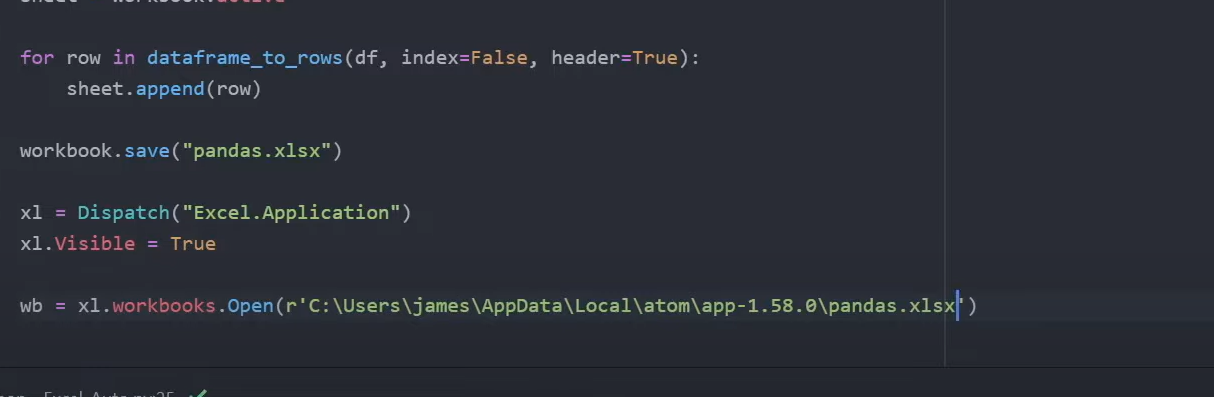 for row in dataframe_to_rows(df, index=False, header=True):
    sheet.append(row)
workbook.save("pandas.xlsx")
xl = Dispatch("Excel.Application")
xl.Visible = True
wb = xl.workbooks.Open(r'C:\Users\james\AppData\Local\atom\app-1.58.0\pandas.xlsx')